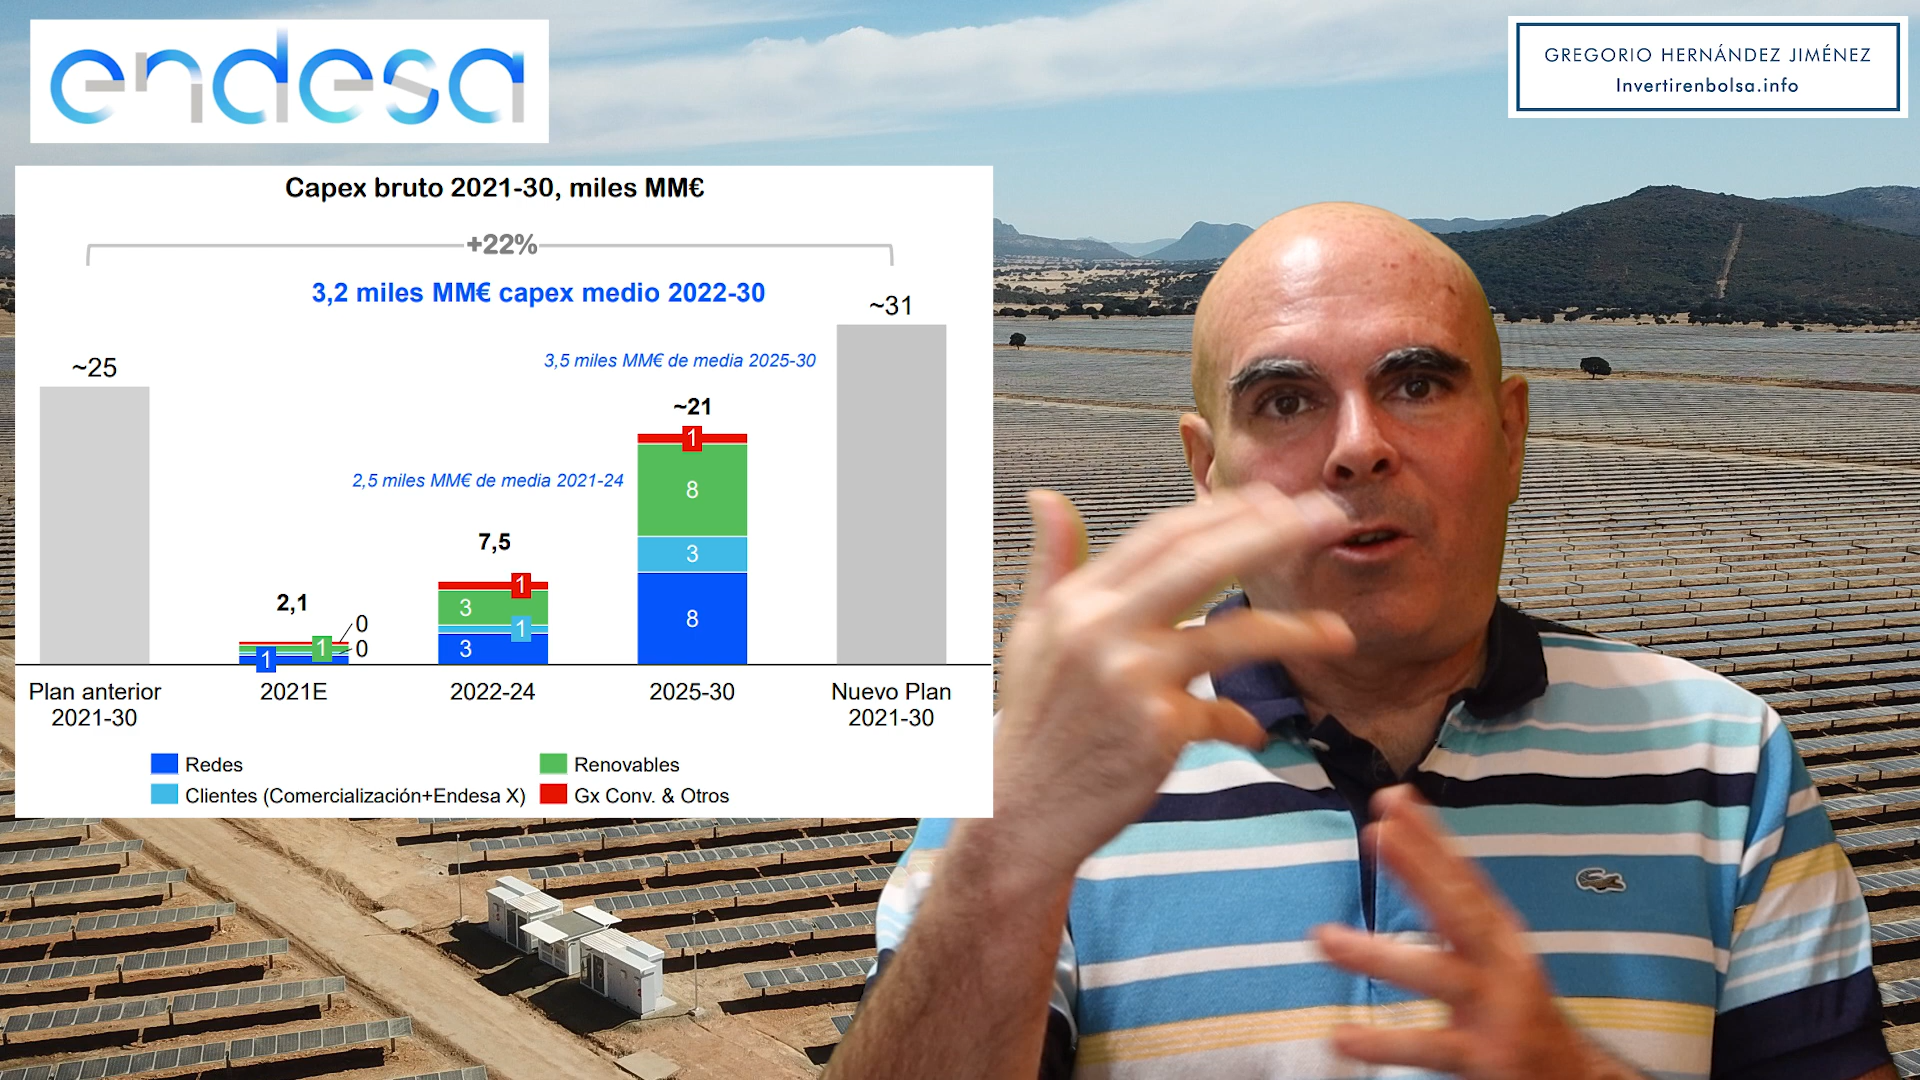 endesa
GREGORIO HERNÁNDEZ JIMÉNEZ
Invertirenbolsa.info
Capex bruto 2021-30, miles MM€
+22%
3,2 miles MM€ capex medio 2022-30
~31
3,5 miles MM€ de media 2025-30
~25
~21
1
2,5 miles MM€ de media 2021-24
8
7,5
3
1
3
1
3
2,1
8
0
1
0
1
Plan anterior
2021-30
2021E
2022-24
2025-30
Nuevo Plan
2021-30
Redes
Renovables
Clientes (Comercialización+Endesa X)
Gx Conv. & Otros